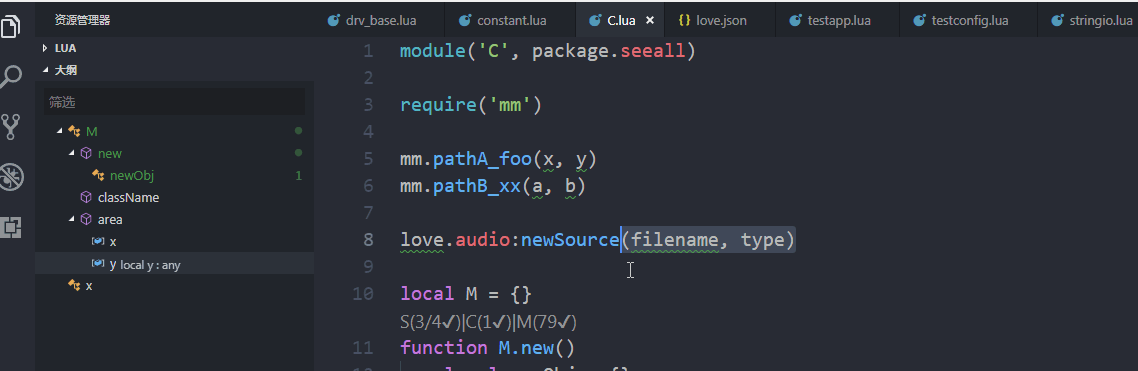 资源管理器
LUA
大纲
筛选
M
new
newObj 1
className
area
x
y local y : any
x
drv_base.lua constant.lua C.lua × {} love.json testapp.lua testconfig.lua stringio.lua
1 module('C', package.seeall)
2
3 require('mm')
4
5 mm.pathA_foo(x, y)
6 mm.pathB_xx(a, b)
7
8 love.audio:newSource(filename, type)
9
10 local M = {}
S(3/4✓)|C(1✓)|M(79✓)
11 function M.new()